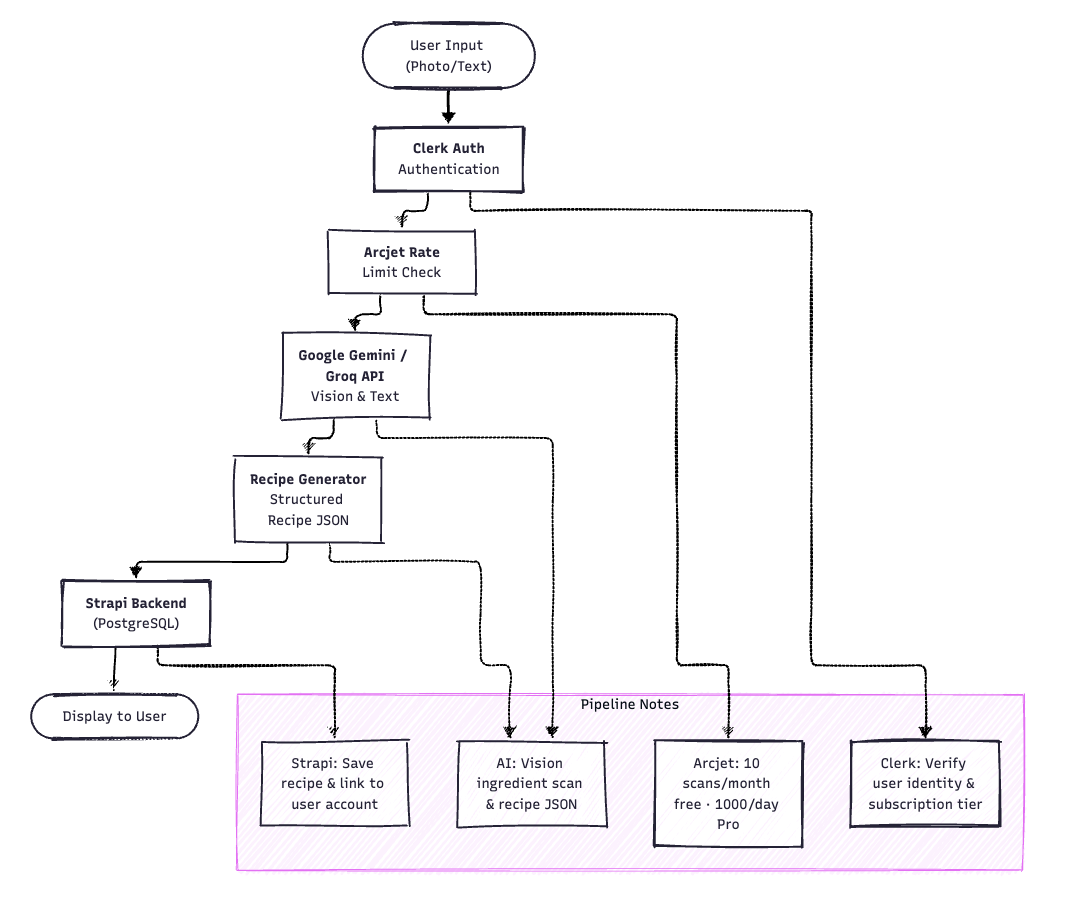 User Input
(Photo/Text)
Clerk Auth
Authentication
Arcjet Rate
Limit Check
Google Gemini /
Groq API
Vision & Text
Recipe Generator
Structured
Recipe JSON
Strapi Backend
(PostgreSQL)
Display to User
Pipeline Notes
Strapi: Save
recipe & link to
user account
AI: Vision
ingredient scan
& recipe JSON
Arcjet: 10
scans/month
free · 1000/day
Pro
Clerk: Verify
user identity &
subscription tier